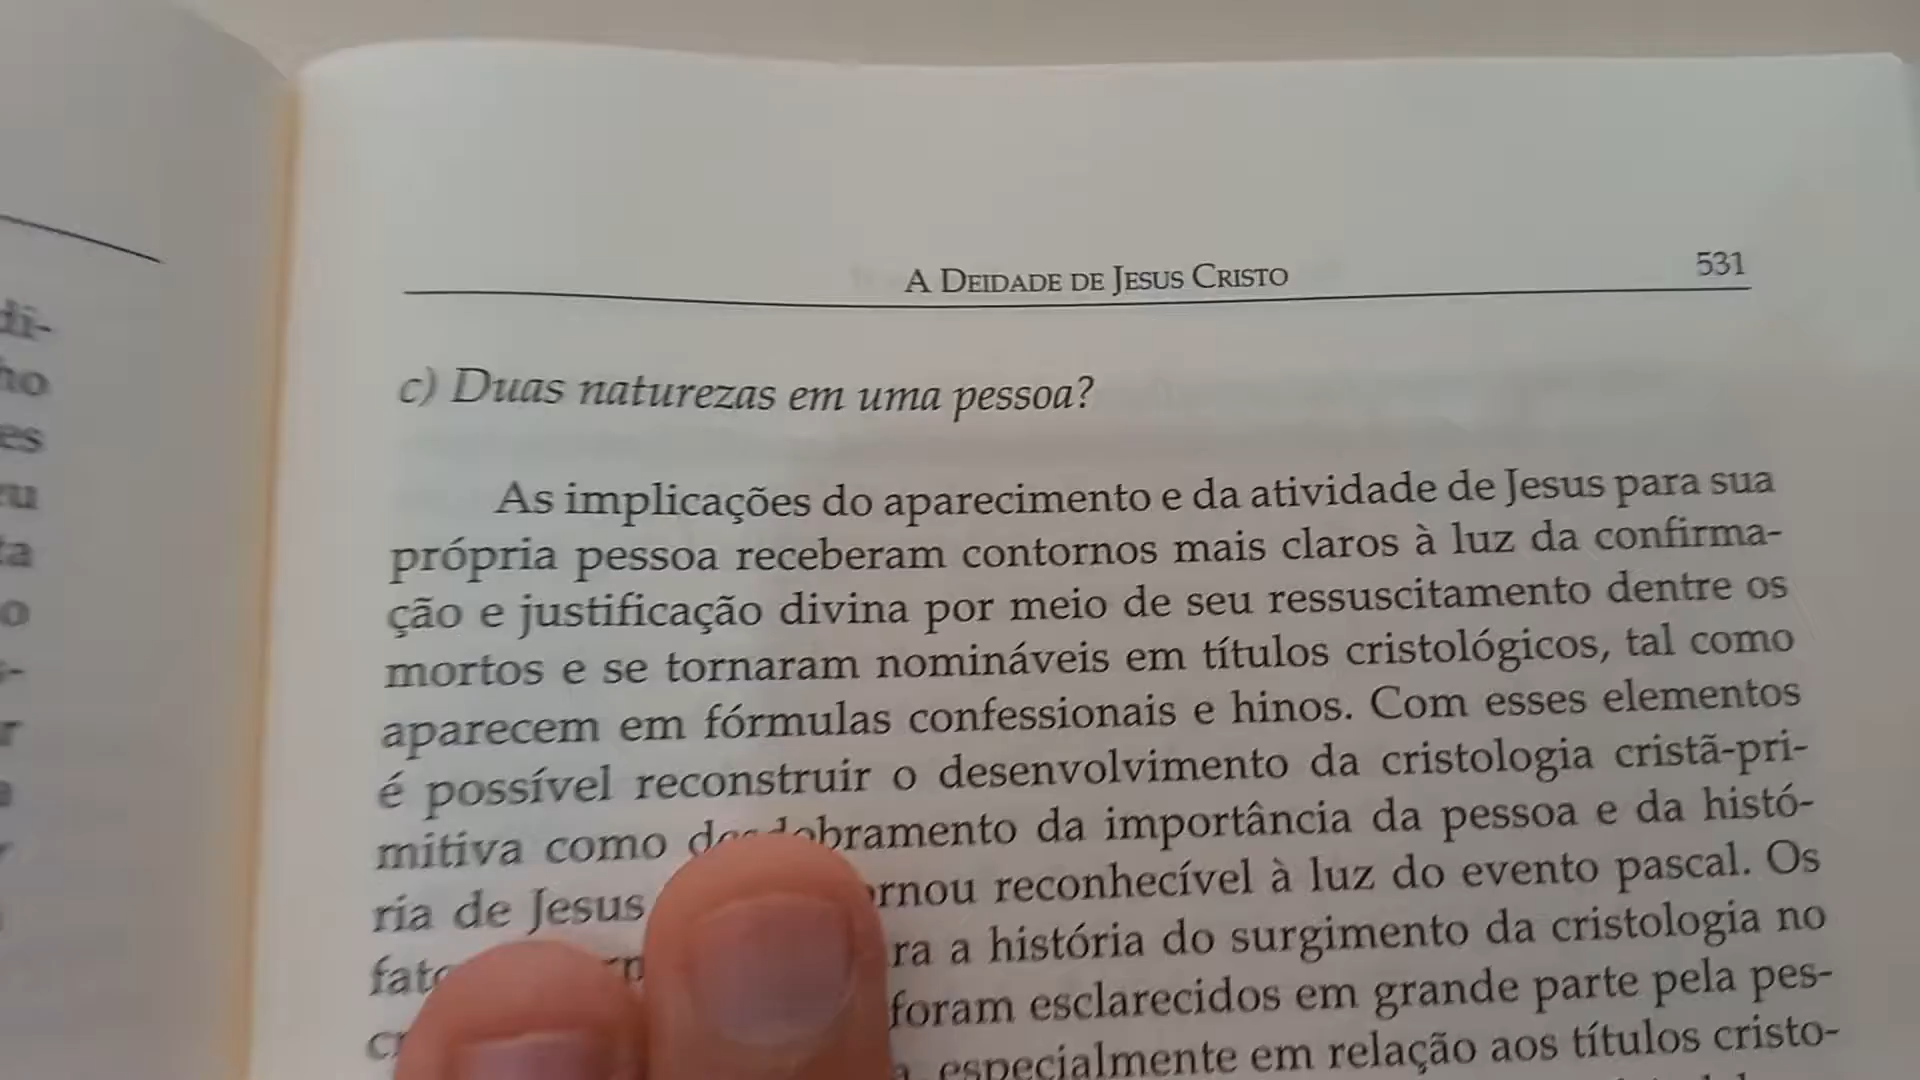 A DEIDADE DE JESUS CRISTO 531
c) Duas naturezas em uma pessoa?
As implicações do aparecimento e da atividade de Jesus para sua
própria pessoa receberam contornos mais claros à luz da confirma-
ção e justificação divina por meio de seu ressuscitamento dentre os
mortos e se tornaram nomináveis em títulos cristológicos, tal como
aparecem em fórmulas confessionais e hinos. Com esses elementos
é possível reconstruir o desenvolvimento da cristologia cristã-pri-
mitiva como desdobramento da importância da pessoa e da histó-
ria de Jesus reconhecível à luz do evento pascal. Os
a história do surgimento da cristologia no
foram esclarecidos em grande parte pela pes-
especialmente em relação aos títulos cristo-